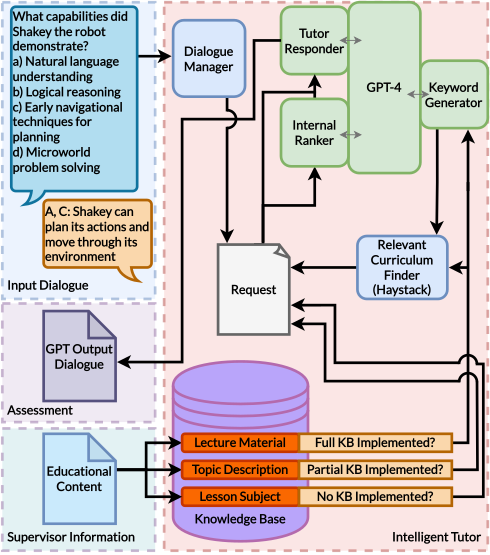 What capabilities did
Shakey the robot
demonstrate?
a) Natural language
understanding
b) Logical reasoning
c) Early navigational
techniques for
planning
d) Microworld
problem solving
A, C: Shakey can
plan its actions and
move through its
environment
Input Dialogue
Dialogue
Manager
Tutor
Responder
GPT-4
Keyword
Generator
Internal
Ranker
Request
Relevant
Curriculum
Finder
(Haystack)
GPT Output
Dialogue
Assessment
Educational
Content
Supervisor Information
Lecture Material
Full KB Implemented?
Topic Description
Partial KB Implemented?
Lesson Subject
No KB Implemented?
Knowledge Base
Intelligent Tutor